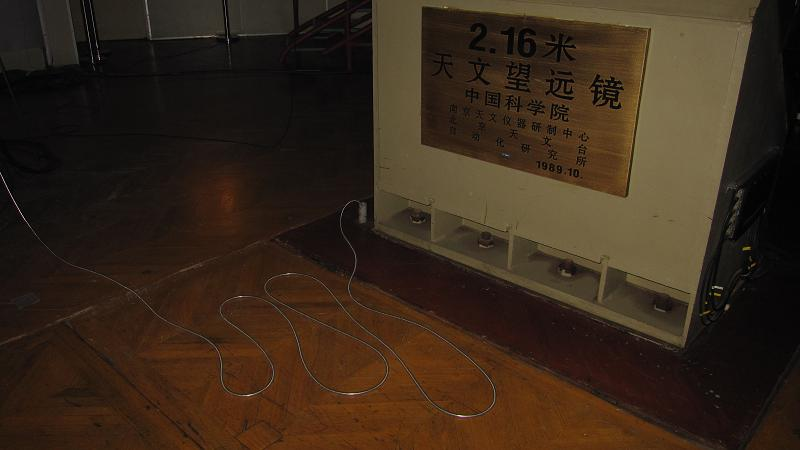 2.16米
天文望远镜
中国科学院
南京天文仪器研制中心
北京天文台
自动化研究所
1989.10.